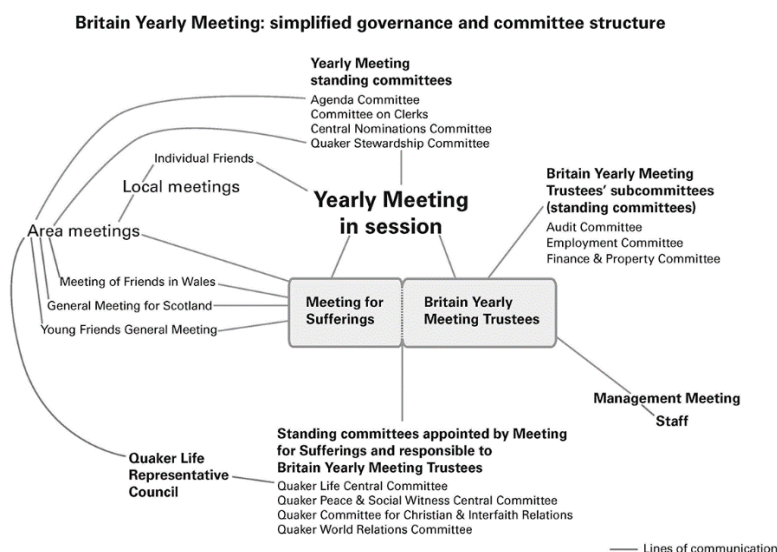 Britain Yearly Meeting: simplified governance and committee structure
Yearly Meeting
standing committees
Agenda Committee
Committee on Clerks
Central Nominations Committee
Quaker Stewardship Committee
Individual Friends
Local meetings
Area meetings
Yearly Meeting
in session
Britain Yearly Meeting
Trustees’ subcommittees
(standing committees)
Audit Committee
Employment Committee
Finance & Property Committee
Meeting of Friends in Wales
General Meeting for Scotland
Young Friends General Meeting
Meeting for
Sufferings
Britain Yearly
Meeting Trustees
Management Meeting
Staff
Standing committees appointed by Meeting
for Sufferings and responsible to
Britain Yearly Meeting Trustees
Quaker Life Central Committee
Quaker Peace & Social Witness Central Committee
Quaker Committee for Christian & Interfaith Relations
Quaker World Relations Committee
Quaker Life
Representative
Council
Lines of communication